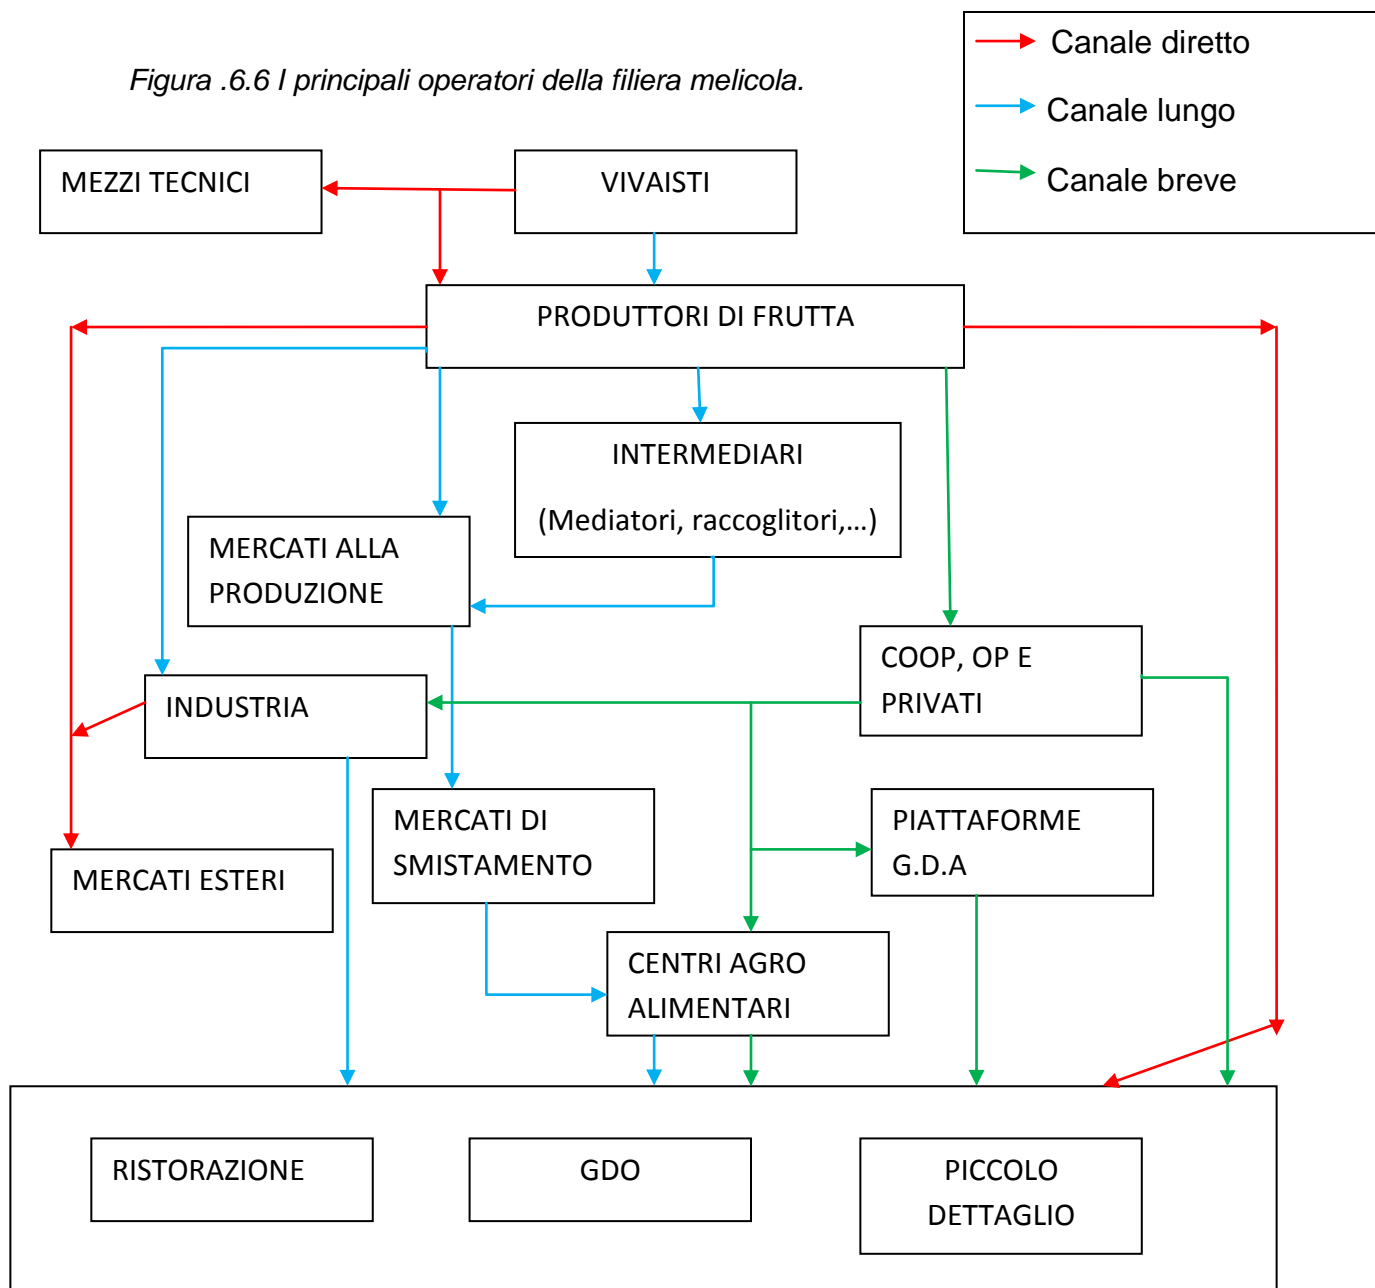 Canale diretto
Figura .6.6 I principali operatori della filiera melicola.
Canale lungo
Canale breve
MEZZI TECNICI
VIVAISTI
PRODUTTORI DI FRUTTA
INTERMEDIARI
(Mediatori, raccoglitori,…)
MERCATI ALLA
PRODUZIONE
COOP, OP E
PRIVATI
INDUSTRIA
MERCATI DI
SMISTAMENTO
PIATTAFORME
G.D.A
MERCATI ESTERI
CENTRI AGRO
ALIMENTARI
RISTORAZIONE
GDO
PICCOLO
DETTAGLIO